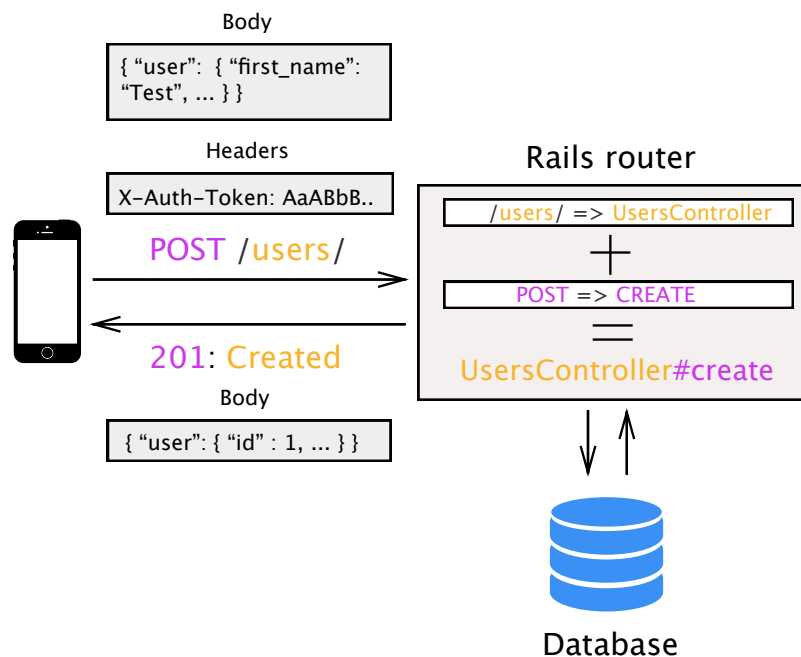 Body
{ “user”:  { “first_name”:
“Test”, ... } }
Headers
X-Auth-Token: AaABbB..
POST /users/
201: Created
Body
{ “user”: { “id” : 1, ... } }
Rails router
/users/ => UsersController
+
POST => CREATE
=
UsersController#create
Database